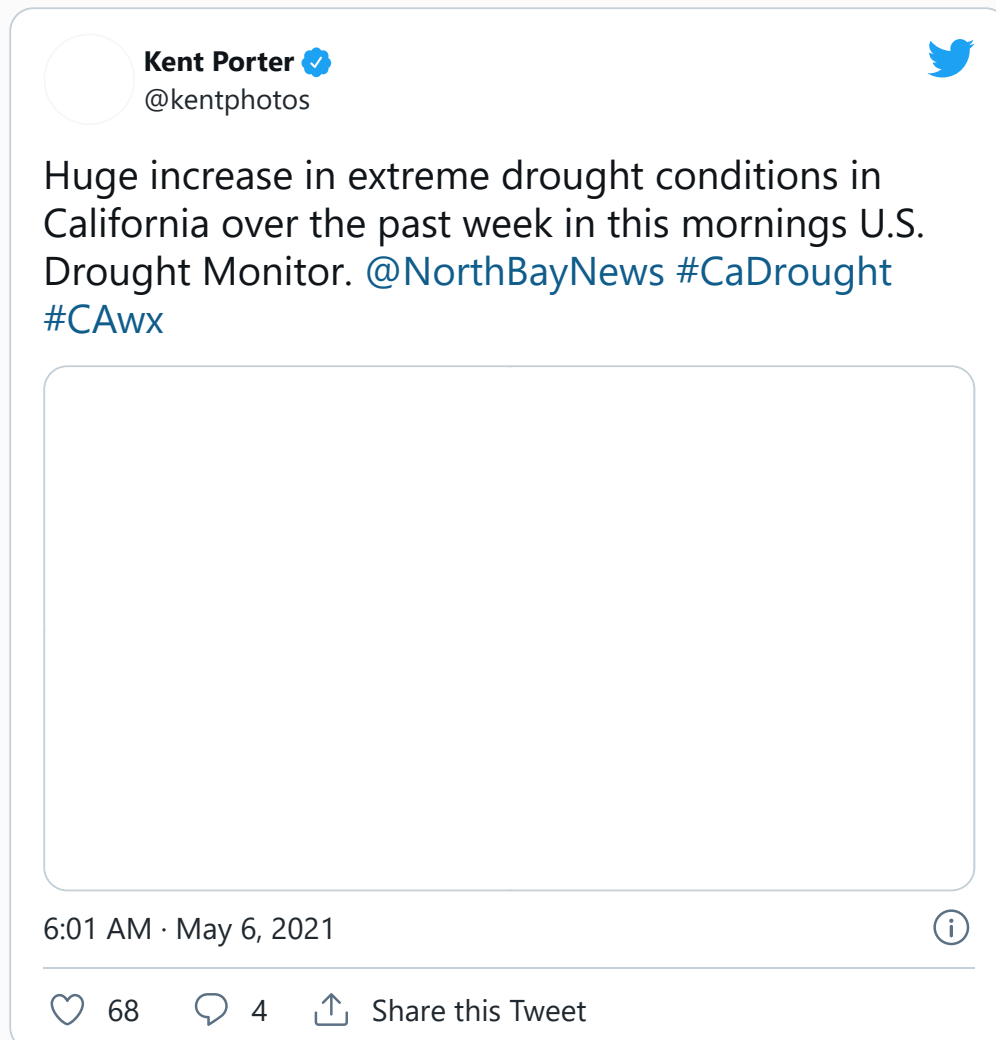 Kent Porter
@kentphotos
Huge increase in extreme drought conditions in
California over the past week in this mornings U.S.
Drought Monitor. @NorthBayNews #CaDrought
#CAwx
6:01 AM · May 6, 2021
68 4 Share this Tweet